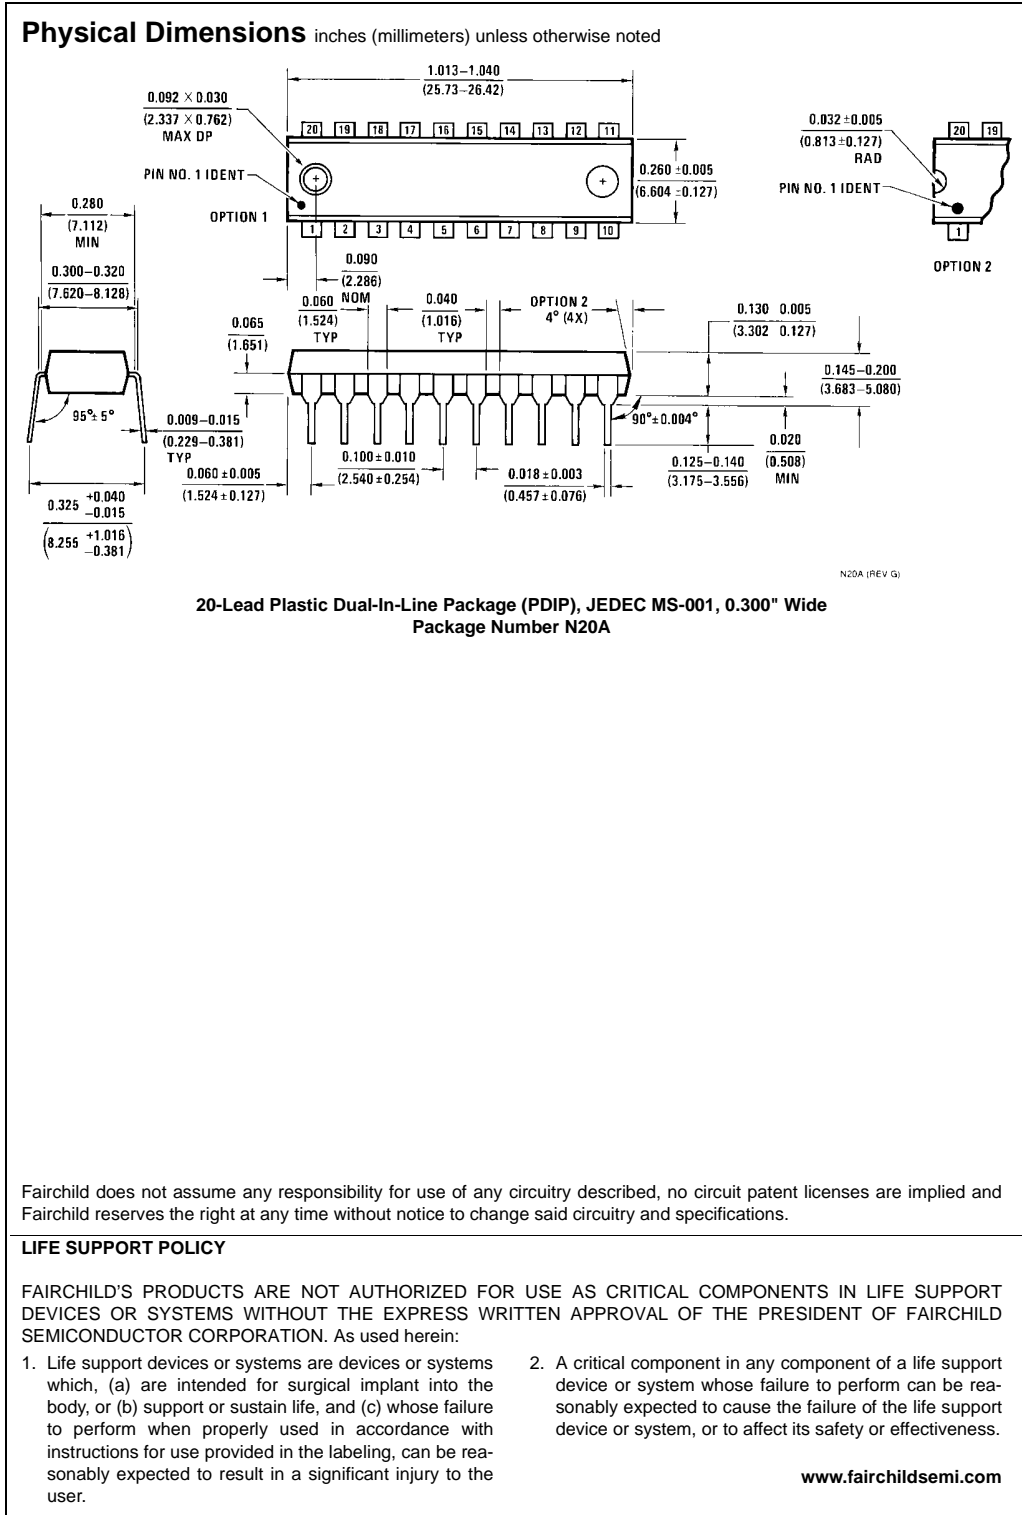 Physical Dimensions inches (millimeters) unless otherwise noted
1.013–1.040
(25.73–26.42)
0.092 × 0.030
(2.337 × 0.762)
MAX DP
20 19 18 17 16 15 14 13 12 11
0.032 ±0.005
(0.813 ±0.127)
RAD
20 19
PIN NO. 1 IDENT
0.260 ±0.005
(6.604 ±0.127)
PIN NO. 1 IDENT
OPTION 1
1 2 3 4 5 6 7 8 9 10
1
OPTION 2
0.280
(7.112)
MIN
0.090
(2.286)
NOM
0.300–0.320
(7.620–8.128)
0.060
(1.524)
TYP
0.040
(1.016)
TYP
OPTION 2
4° (4X)
0.130 0.005
(3.302 0.127)
0.065
(1.651)
0.145–0.200
(3.683–5.080)
95°± 5°
0.009–0.015
(0.229–0.381)
TYP
90°±0.004°
0.020
(0.508)
MIN
0.100 ± 0.010
(2.540 ±0.254)
0.060 ±0.005
(1.524 ±0.127)
0.018 ±0.003
(0.457 ±0.076)
0.125–0.140
(3.175–3.556)
0.325 +0.040
−0.015
(8.255 +1.016
−0.381)
N20A (REV G)
20-Lead Plastic Dual-In-Line Package (PDIP), JEDEC MS-001, 0.300" Wide
Package Number N20A
Fairchild does not assume any responsibility for use of any circuitry described, no circuit patent licenses are implied and
Fairchild reserves the right at any time without notice to change said circuitry and specifications.
LIFE SUPPORT POLICY
FAIRCHILD'S PRODUCTS ARE NOT AUTHORIZED FOR USE AS CRITICAL COMPONENTS IN LIFE SUPPORT
DEVICES OR SYSTEMS WITHOUT THE EXPRESS WRITTEN APPROVAL OF THE PRESIDENT OF FAIRCHILD
SEMICONDUCTOR CORPORATION. As used herein:
1. Life support devices or systems are devices or systems
which, (a) are intended for surgical implant into the
body, or (b) support or sustain life, and (c) whose failure
to perform when properly used in accordance with
instructions for use provided in the labeling, can be rea-
sonably expected to result in a significant injury to the
user.
2. A critical component in any component of a life support
device or system whose failure to perform can be rea-
sonably expected to cause the failure of the life support
device or system, or to affect its safety or effectiveness.
www.fairchildsemi.com